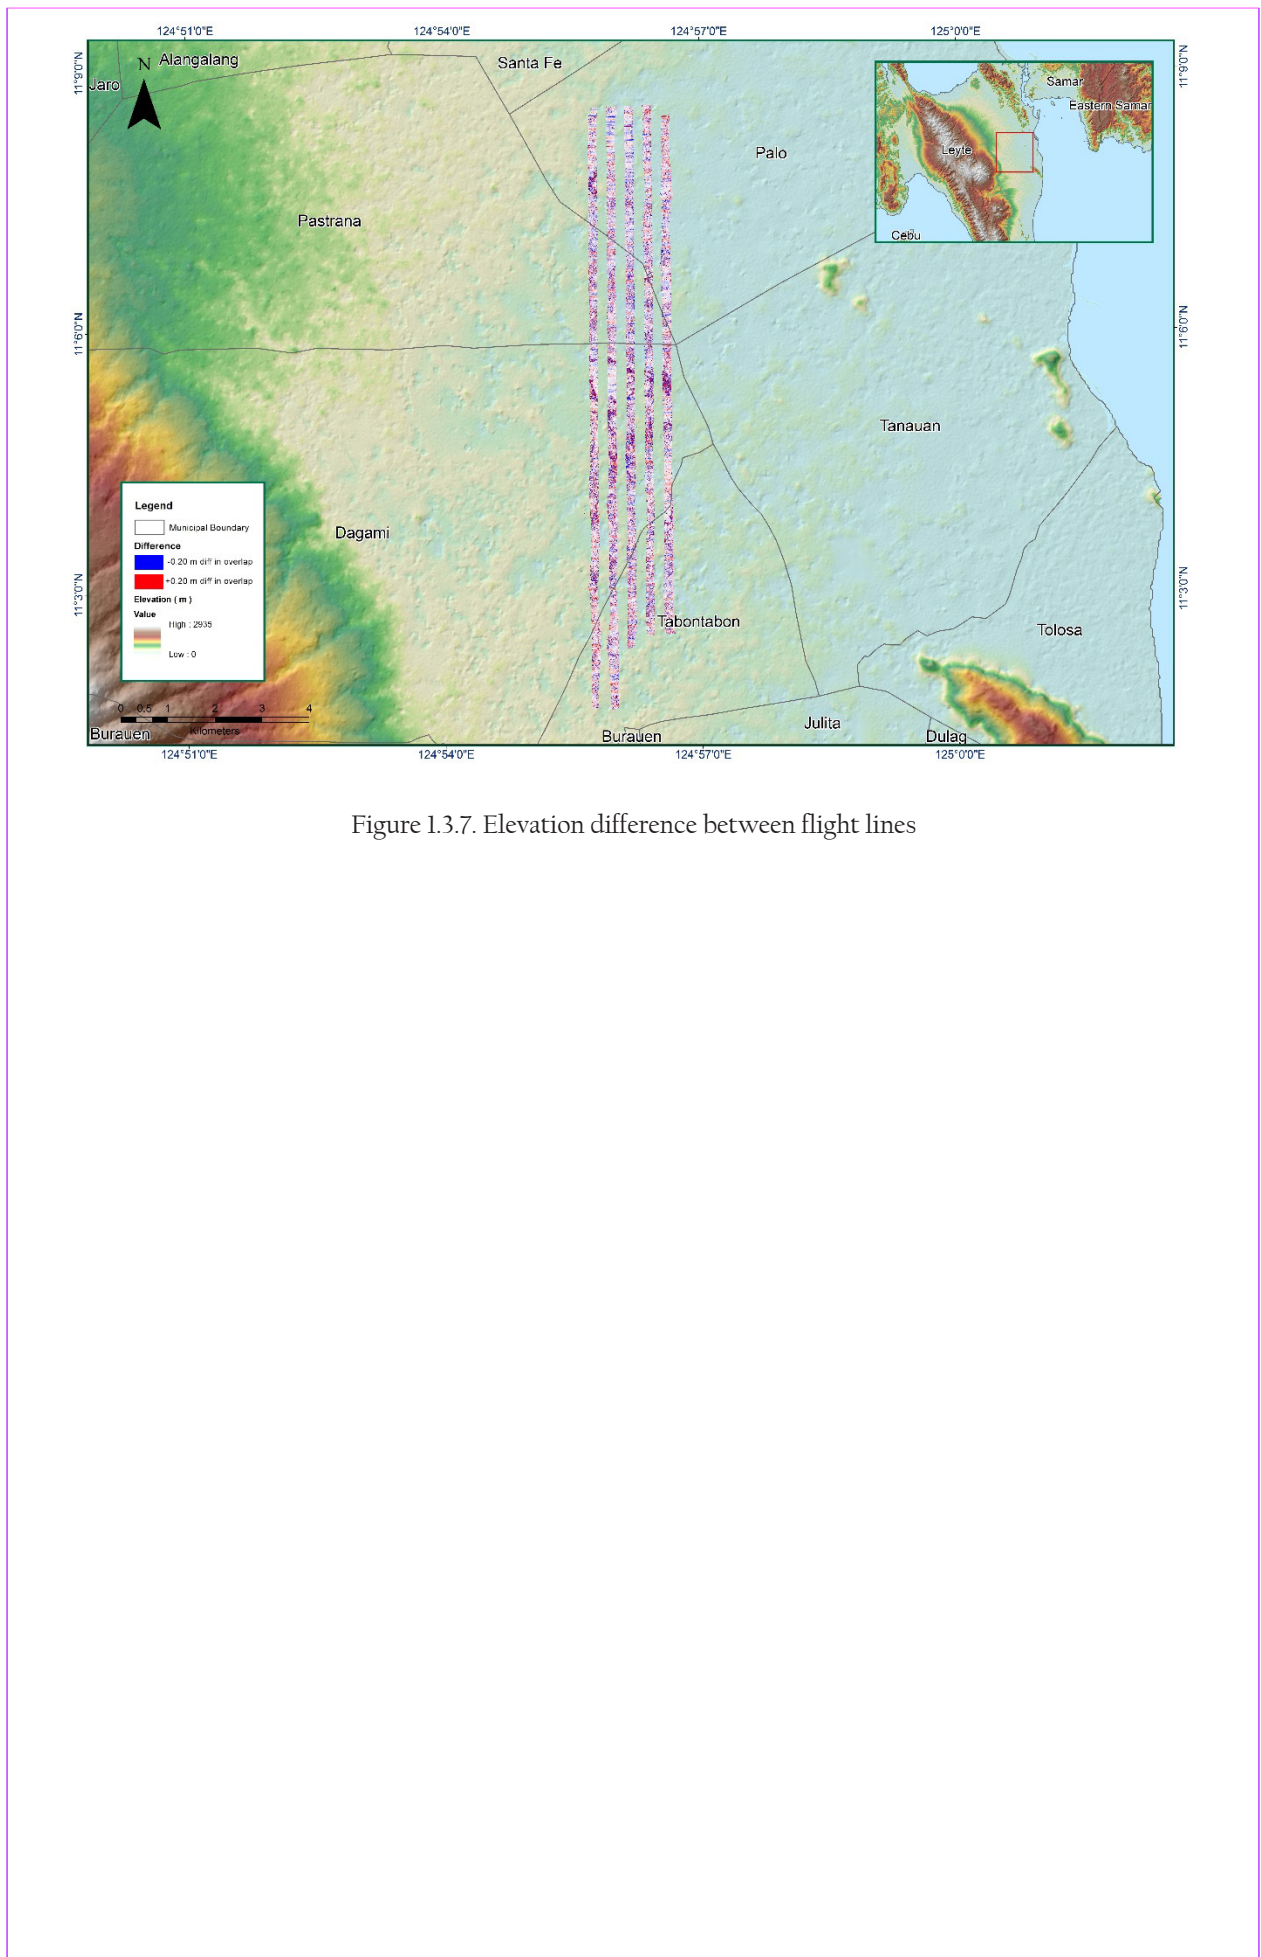 124°51'0"E 124°54'0"E 124°57'0"E 125°0'0"E
11°9'0"N
11°9'0"N
N
Alangalang
Santa Fe
Jaro
Samar
Eastern Samar
Leyte
Cebu
Palo
Pastrana
11°6'0"N
11°6'0"N
Tanauan
Dagami
Legend
Municipal Boundary
Difference
-0.20 m diff in overlap
+0.20 m diff in overlap
Elevation ( m )
Value
High : 2935
Low : 0
11°3'0"N
11°3'0"N
Tabontabon
Tolosa
0 0.5 1 2 3 4
Kilometers
Burauen
Burauen
Julita
Dulag
124°51'0"E 124°54'0"E 124°57'0"E 125°0'0"E
Figure 1.3.7. Elevation difference between flight lines